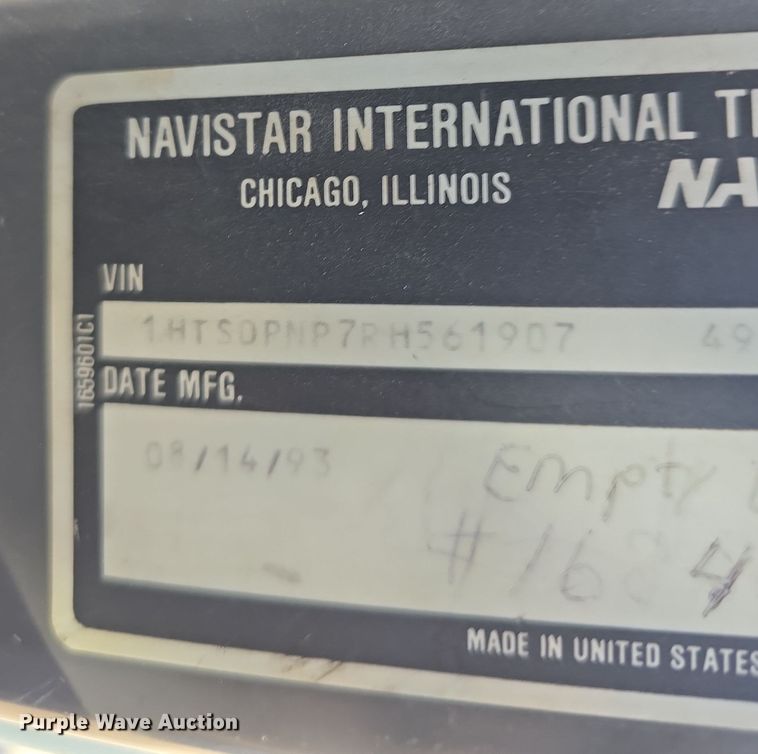 NAVISTAR INTERNATIONAL T
CHICAGO, ILLINOIS NA
VIN
1HTSDPNP7RH561907 49
1659601C1
DATE MFG.
08/14/93 Empty
#1684
MADE IN UNITED STATES
Purple Wave Auction